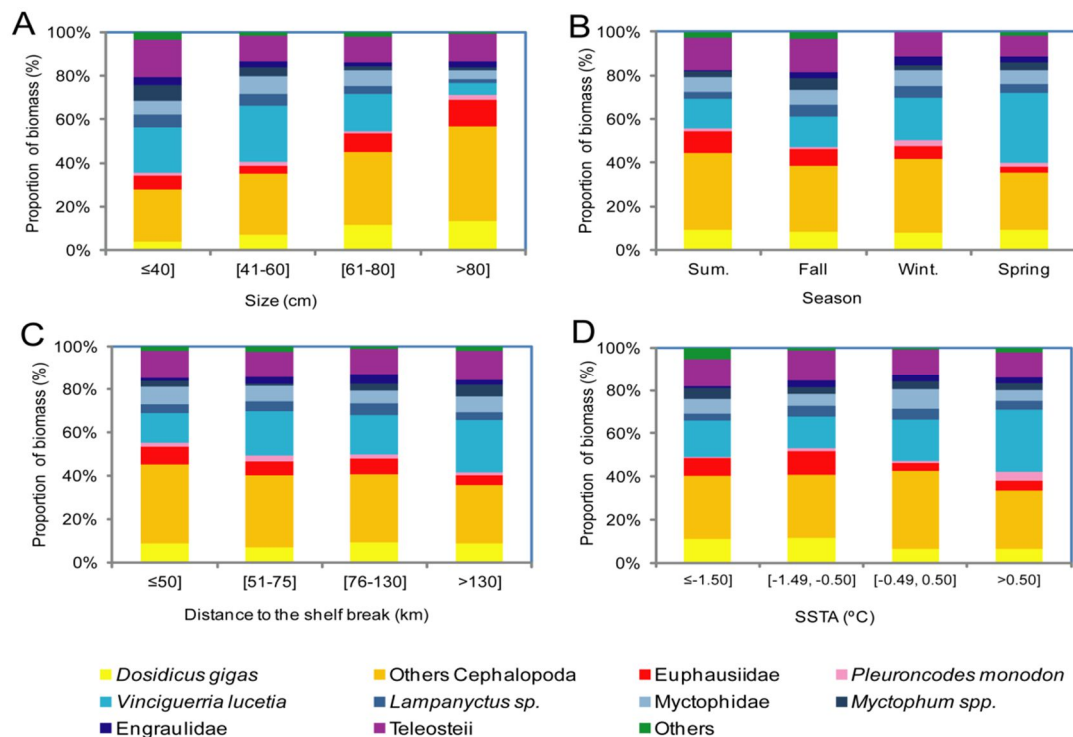 A
Proportion of biomass (%)
100%
80%
60%
40%
20%
0%
≤40]
[41-60]
[61-80]
>80]
Size (cm)
B
Proportion of biomass (%)
100%
80%
60%
40%
20%
0%
Sum.
Fall
Wint.
Spring
Season
C
Proportion of biomass (%)
100%
80%
60%
40%
20%
0%
≤50]
[51-75]
[76-130]
>130]
Distance to the shelf break (km)
D
Proportion of biomass (%)
100%
80%
60%
40%
20%
0%
≤-1.50]
[-1.49, -0.50]
[-0.49, 0.50]
>0.50]
SSTA (ºC)
Dosidicus gigas
Others Cephalopoda
Euphausiidae
Pleuroncodes monodon
Vinciguerria lucetia
Lampanyctus sp.
Myctophidae
Myctophum spp.
Engraulidae
Teleosteii
Others